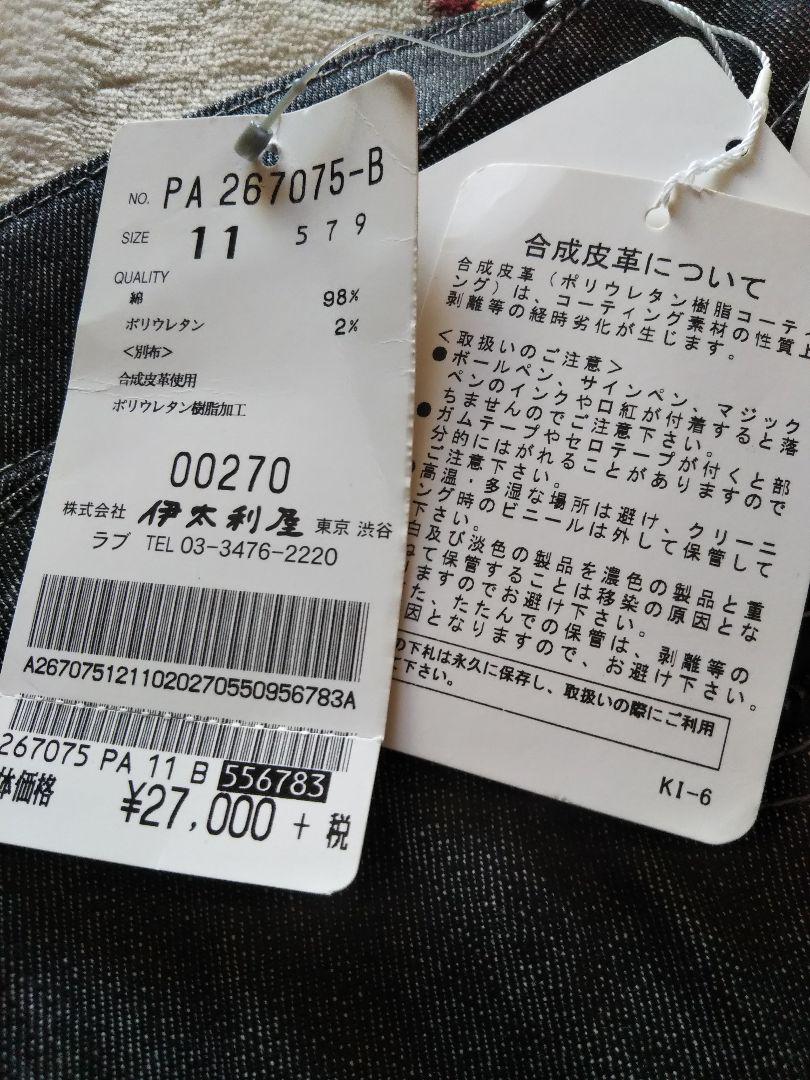 NO. PA 267075-B
SIZE 11 579
QUALITY
綿 98%
ポリウレタン 2%
<別布>
合成皮革使用
ポリウレタン樹脂加工
00270
株式会社 伊太利屋 東京 渋谷
ラブ TEL 03-3476-2220
A2670751211020270550956783A
267075 PA 11 B 556783
体価格
¥27,000 + 税
合成皮革について
合成皮革(ポリウレタン樹脂コーティ
ング)は、コーティング素材の性質上
剥離等の経時劣化が生じます。
<取扱いのご注意>
●ボールペン、サインペン、マジック
ペンのインクや口紅が付着すると落
ちませんのでご注意下さい。
●ガムテープやセロテープが付くと部
分的にはがれることがありますので
ご注意下さい。
高温・多湿な場所は避け、クリーニ
ング時のビニールは外して保管して
下さい。
白及び淡色の製品を濃色の製品と重
ねて保管することは移染の原因とな
ますのでお避け下さい。
た、たたんでの保管は、剥離等の
因となりますので、お避け下さい。
の下札は永久に保存し、取扱いの際にご利用
下さい。
KI-6